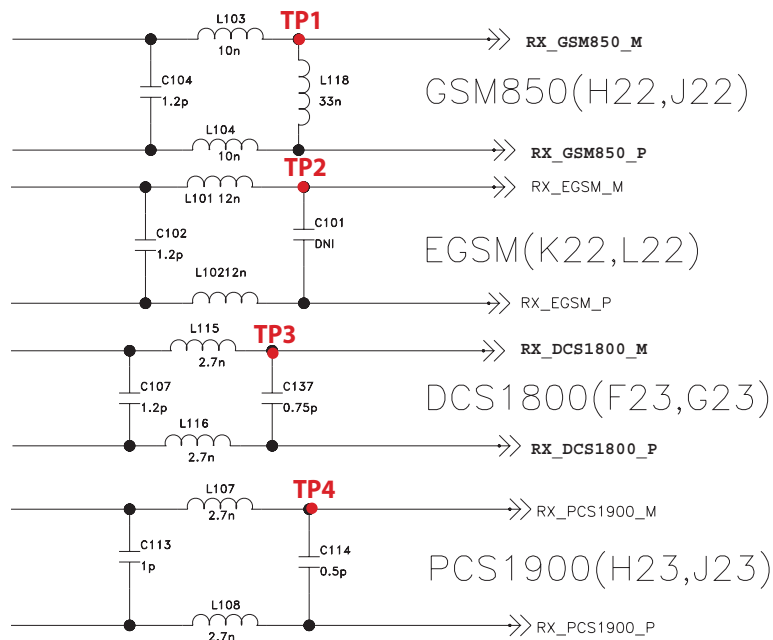 L103
TP1
10n
RX_GSM850_M
C104
1.2p
L118
33n
GSM850(H22,J22)
L104
10n
RX_GSM850_P
TP2
L101 12n
RX_EGSM_M
C102
1.2p
C101
DNI
EGSM(K22,L22)
L10212n
RX_EGSM_P
L115
TP3
2.7n
RX_DCS1800_M
C107
1.2p
C137
0.75p
DCS1800(F23,G23)
L116
2.7n
RX_DCS1800_P
L107
TP4
2.7n
RX_PCS1900_M
C113
1p
C114
0.5p
PCS1900(H23,J23)
L108
2.7n
RX_PCS1900_P